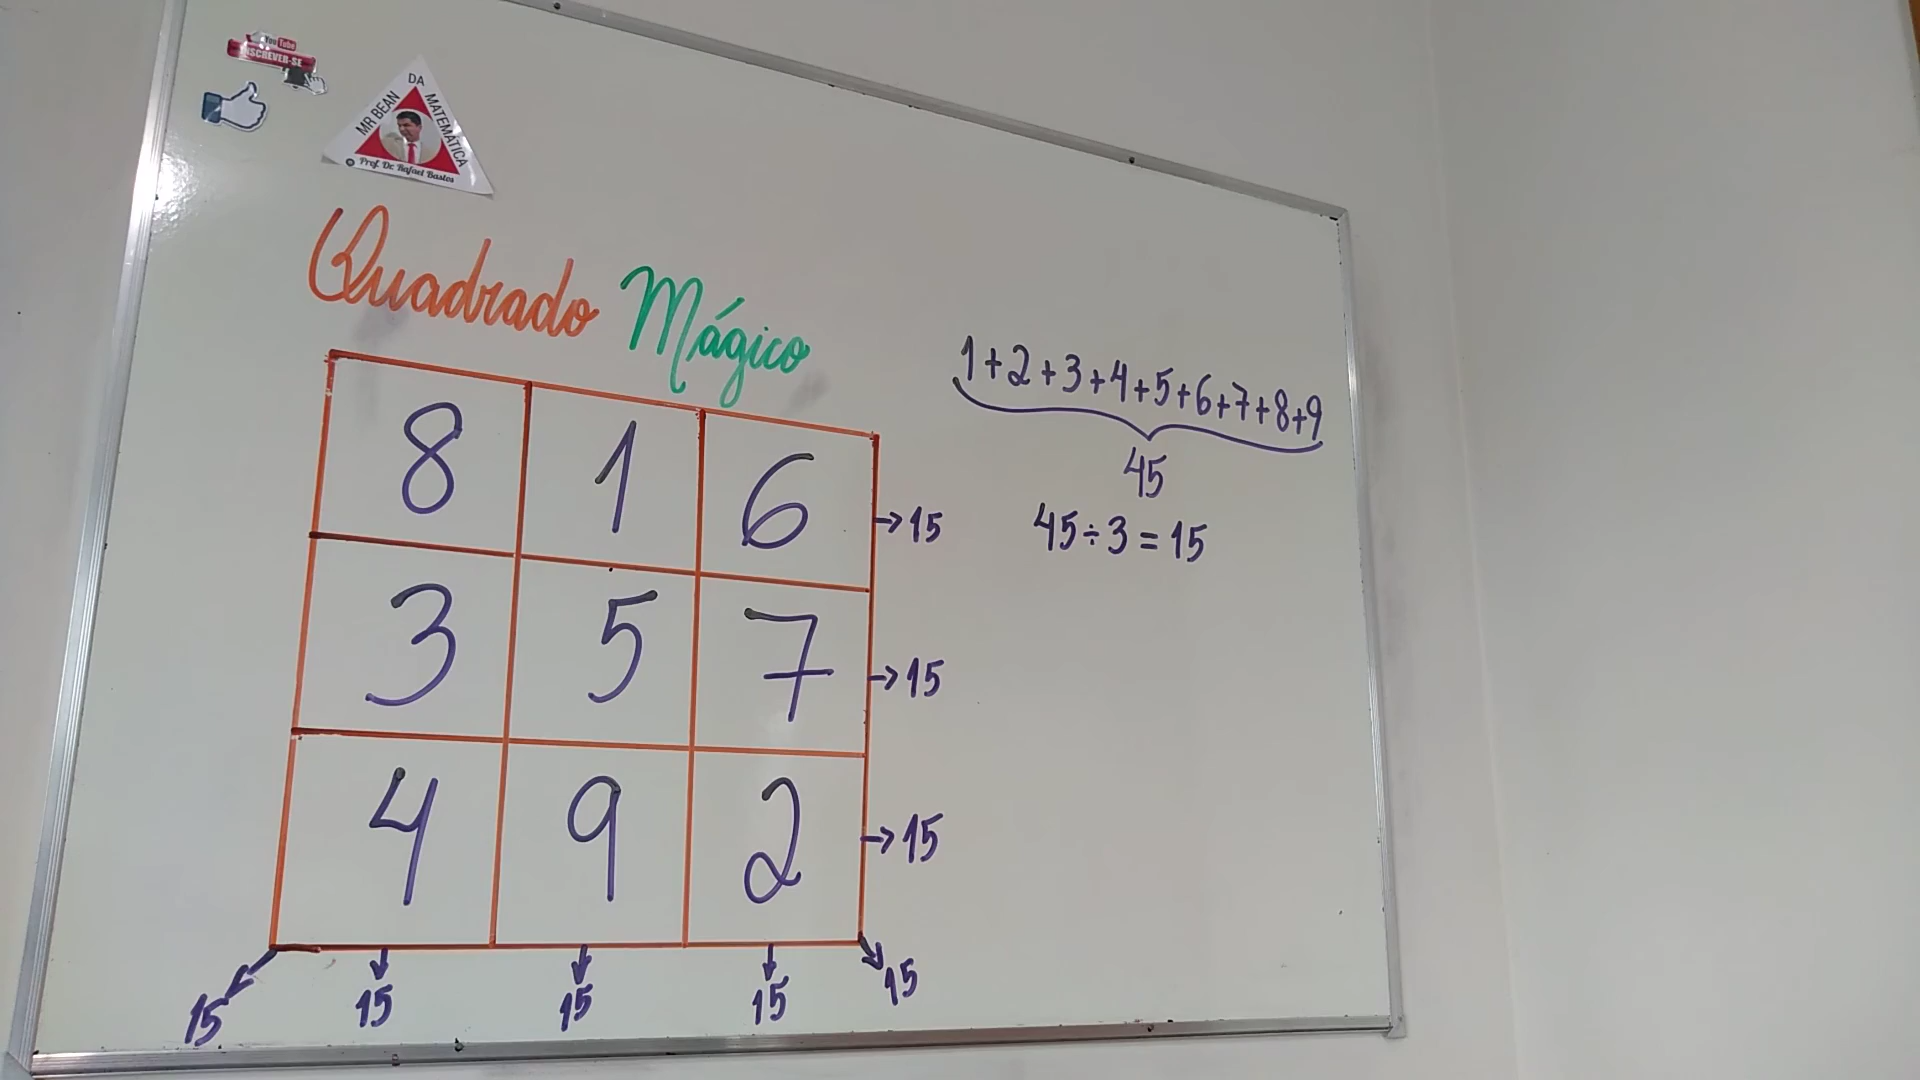 YouTube
INSCREVER-SE
MR BEAN DA MATEMÁTICA
Prof. Dr. Rafael Bastos
Quadrado Mágico
1+2+3+4+5+6+7+8+9
45
45÷3=15
8 1 6 →15
3 5 7 →15
4 9 2 →15
15 15 15 15 15